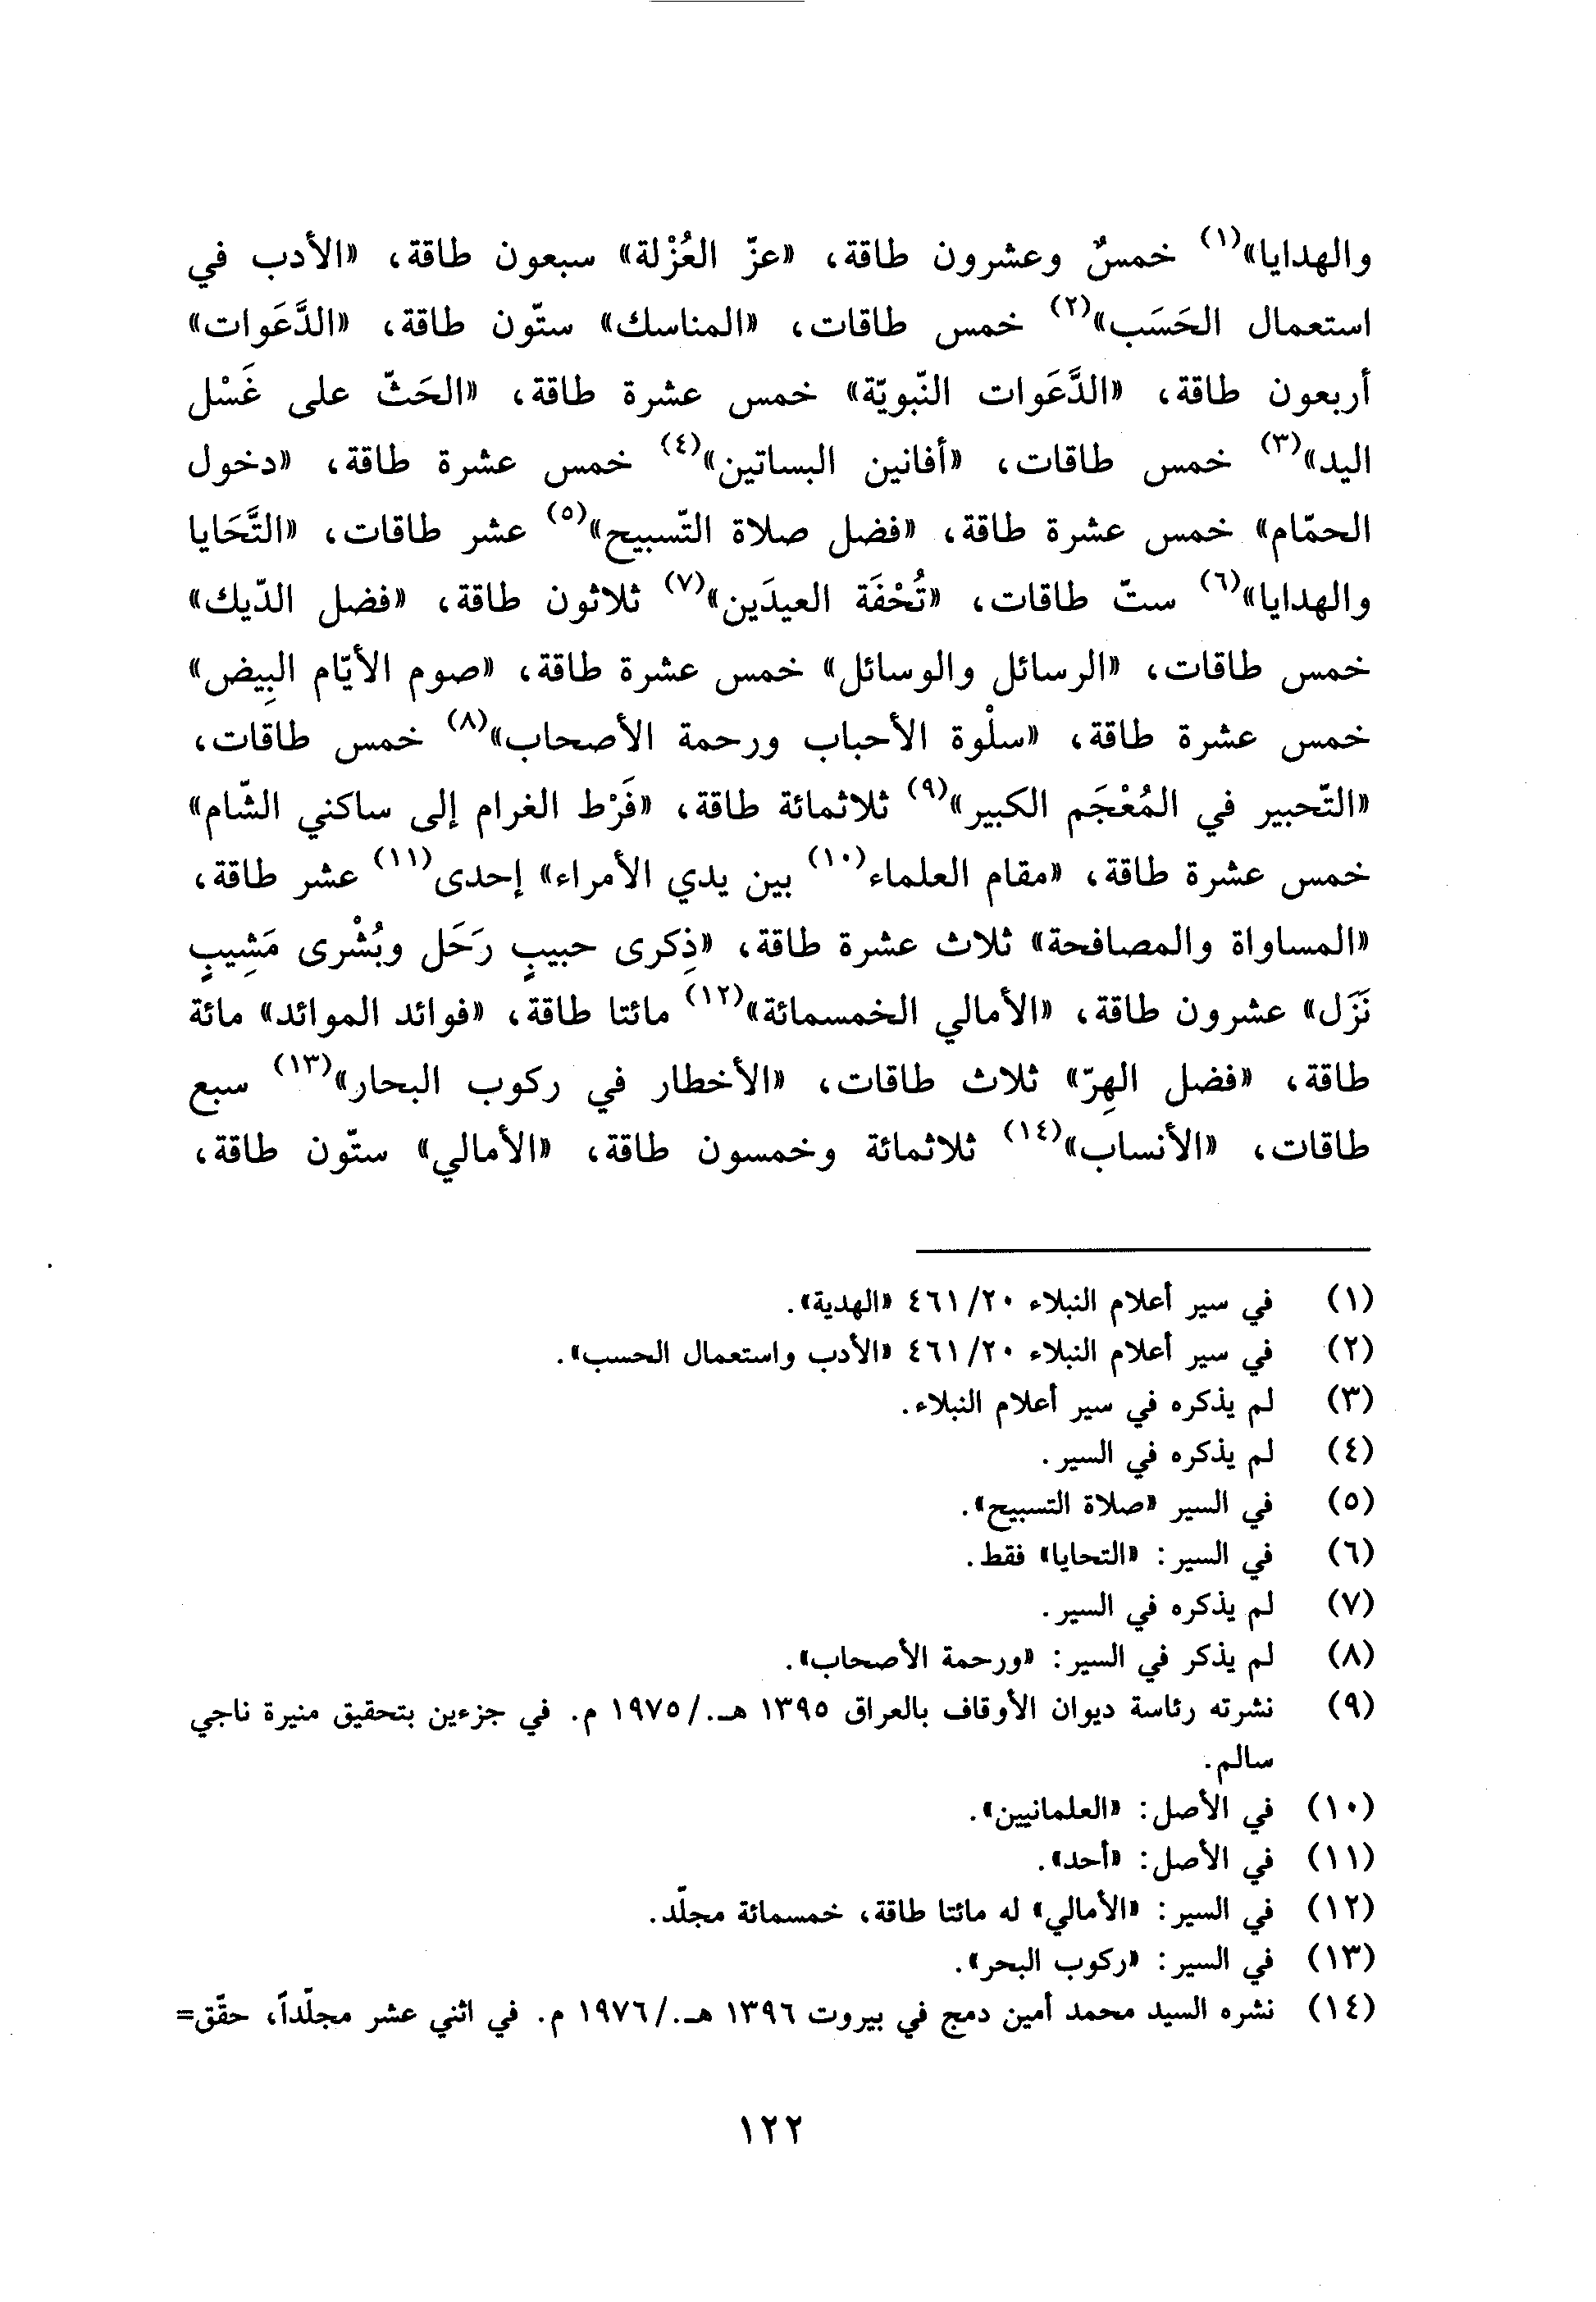 والهدايا»(١) خمسٌ وعشرون طاقة، «عزّ العُزْلة» سبعون طاقة، «الأدب في
استعمال الحَسَب»(٢) خمس طاقات، «المناسك» ستّون طاقة، «الدَّعَوات»
أربعون طاقة، «الدَّعَوات النّبويّة» خمس عشرة طاقة، «الحَثّ على غَسْل
اليد»(٣) خمس طاقات، «أفانين البساتين»(٤) خمس عشرة طاقة، «دخول
الحمّام» خمس عشرة طاقة، «فضل صلاة التّسبيح»(٥) عشر طاقات، «التَّحَايا
والهدايا»(٦) ستّ طاقات، «تُحْفَة العيدَين»(٧) ثلاثون طاقة، «فضل الدّيك»
خمس طاقات، «الرسائل والوسائل» خمس عشرة طاقة، «صوم الأيّام البِيض»
خمس عشرة طاقة، «سلْوة الأحباب ورحمة الأصحاب»(٨) خمس طاقات،
«التّحبير في المُعْجَم الكبير»(٩) ثلاثمائة طاقة، «فَرْط الغرام إلى ساكني الشّام»
خمس عشرة طاقة، «مقام العلماء(١٠) بين يدي الأمراء» إحدى(١١) عشر طاقة،
«المساواة والمصافحة» ثلاث عشرة طاقة، «ذِكرى حبيبٍ رَحَل وبُشْرى مَشِيبٍ
نَزَل» عشرون طاقة، «الأمالي الخمسمائة»(١٢) مائتا طاقة، «فوائد الموائد» مائة
طاقة، «فضل الهِرّ» ثلاث طاقات، «الأخطار في ركوب البحار»(١٣) سبع
طاقات، «الأنساب»(١٤) ثلاثمائة وخمسون طاقة، «الأمالي» ستّون طاقة،
(١) في سير أعلام النبلاء ٢٠/ ٤٦١ «الهدية».
(٢) في سير أعلام النبلاء ٢٠/ ٤٦١ «الأدب واستعمال الحسب».
(٣) لم يذكره في سير أعلام النبلاء.
(٤) لم يذكره في السير.
(٥) في السير «صلاة التسبيح».
(٦) في السير: «التحايا» فقط.
(٧) لم يذكره في السير.
(٨) لم يذكر في السير: «ورحمة الأصحاب».
(٩) نشرته رئاسة ديوان الأوقاف بالعراق ١٣٩٥ هـ./ ١٩٧٥ م. في جزءين بتحقيق منيرة ناجي
سالم.
(١٠) في الأصل: «العلمانيين».
(١١) في الأصل: «أحد».
(١٢) في السير: «الأمالي» له مائتا طاقة، خمسمائة مجلّد.
(١٣) في السير: «ركوب البحر».
(١٤) نشره السيد محمد أمين دمج في بيروت ١٣٩٦ هـ./ ١٩٧٦ م. في اثني عشر مجلّداً، حقّق=
١٢٢